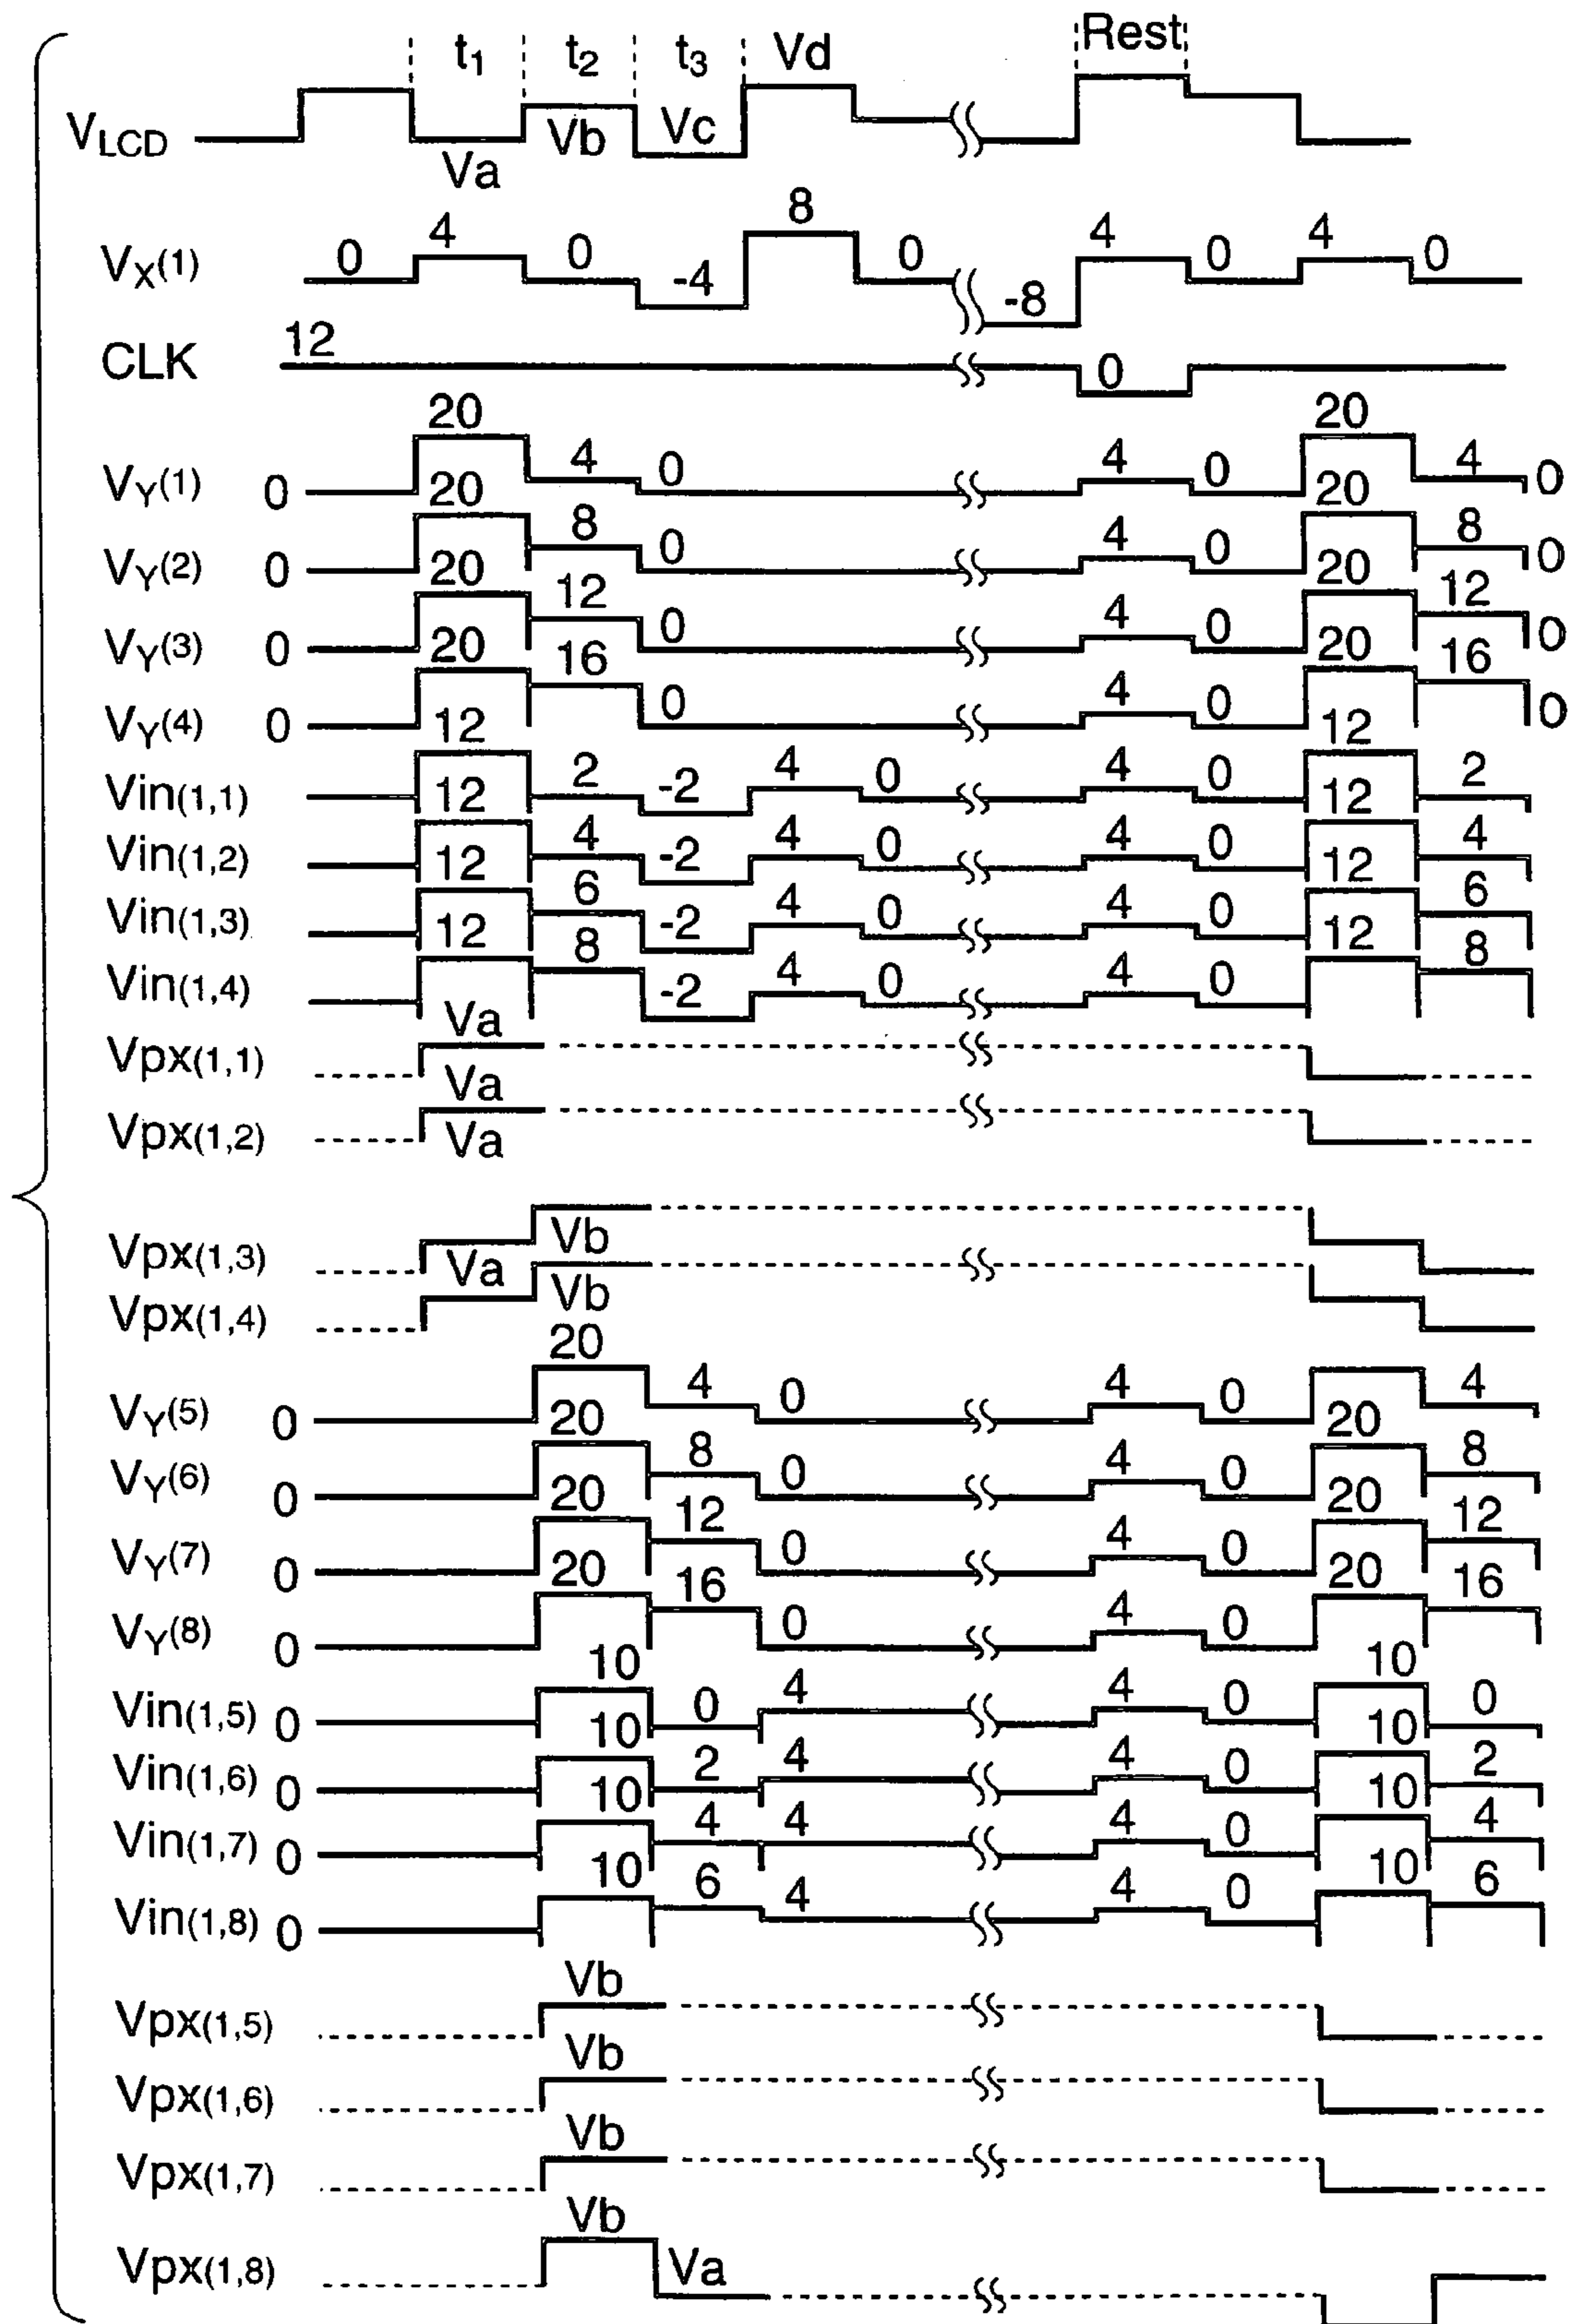 t1 t2 t3 Vd Rest
VLCD Va Vb Vc
VX(1) 0 4 0 -4 8 0 -8 4 0 4 0
CLK 12 0
20 20
VY(1) 0 4 0 4 0 4 0
20 20
VY(2) 0 8 0 4 0 8 0
20 20
VY(3) 0 12 0 4 0 12 0
20 20
VY(4) 0 16 0 4 0 16 0
12 12
Vin(1,1) 2 -2 4 0 4 0 2
12 12
Vin(1,2) 4 -2 4 0 4 0 4
12 12
Vin(1,3) 6 -2 4 0 4 0 6
12 12
Vin(1,4) 8 -2 4 0 4 0 8
Va
Vpx(1,1)
Va
Vpx(1,2)
Va
Vpx(1,3) Vb
Va
Vpx(1,4) Vb
20
VY(5) 0 4 0 4 0 4
20 20
VY(6) 0 8 0 4 0 8
20 20
VY(7) 0 12 0 4 0 12
20 20
VY(8) 0 16 0 4 0 16
10 10
Vin(1,5) 0 0 4 4 0 0
10 10
Vin(1,6) 0 2 4 4 0 2
10 10
Vin(1,7) 0 4 4 4 0 4
10 10
Vin(1,8) 0 6 4 4 0 6
Vb
Vpx(1,5)
Vb
Vpx(1,6)
Vb
Vpx(1,7)
Vb
Vpx(1,8) Va